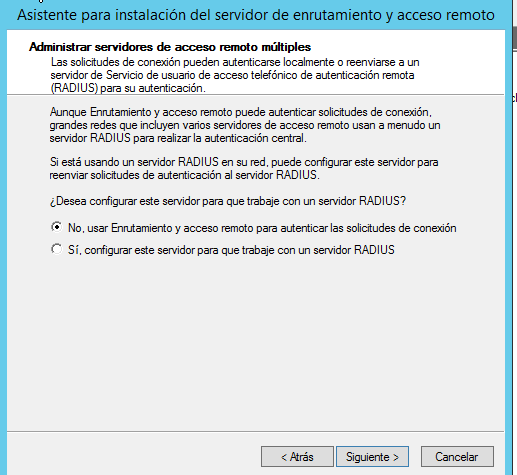 Asistente para instalación del servidor de enrutamiento y acceso remoto
Administrar servidores de acceso remoto múltiples
Las solicitudes de conexión pueden autenticarse localmente o reenviarse a un
servidor de Servicio de usuario de acceso telefónico de autenticación remota
(RADIUS) para su autenticación.
Aunque Enrutamiento y acceso remoto puede autenticar solicitudes de conexión,
grandes redes que incluyen varios servidores de acceso remoto usan a menudo un
servidor RADIUS para realizar la autenticación central.
Si está usando un servidor RADIUS en su red, puede configurar este servidor para
reenviar solicitudes de autenticación al servidor RADIUS.
¿Desea configurar este servidor para que trabaje con un servidor RADIUS?
No, usar Enrutamiento y acceso remoto para autenticar las solicitudes de conexión
Sí, configurar este servidor para que trabaje con un servidor RADIUS
< Atrás
Siguiente >
Cancelar